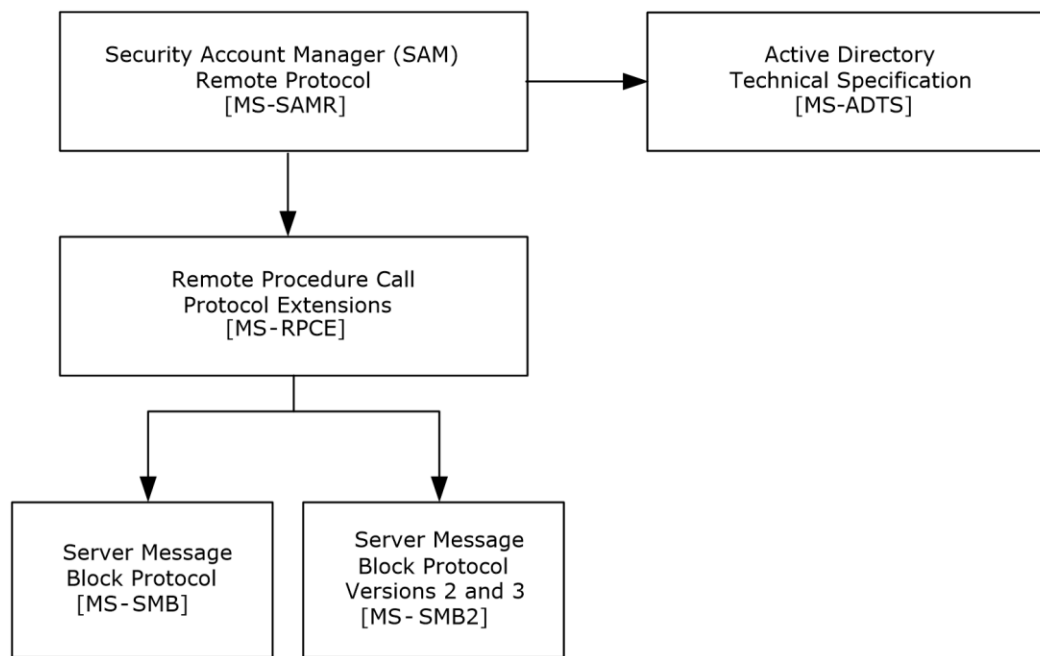 Security Account Manager (SAM)
Remote Protocol
[MS-SAMR]
Active Directory
Technical Specification
[MS-ADTS]
Remote Procedure Call
Protocol Extensions
[MS-RPCE]
Server Message
Block Protocol
[MS-SMB]
Server Message
Block Protocol
Versions 2 and 3
[MS-SMB2]